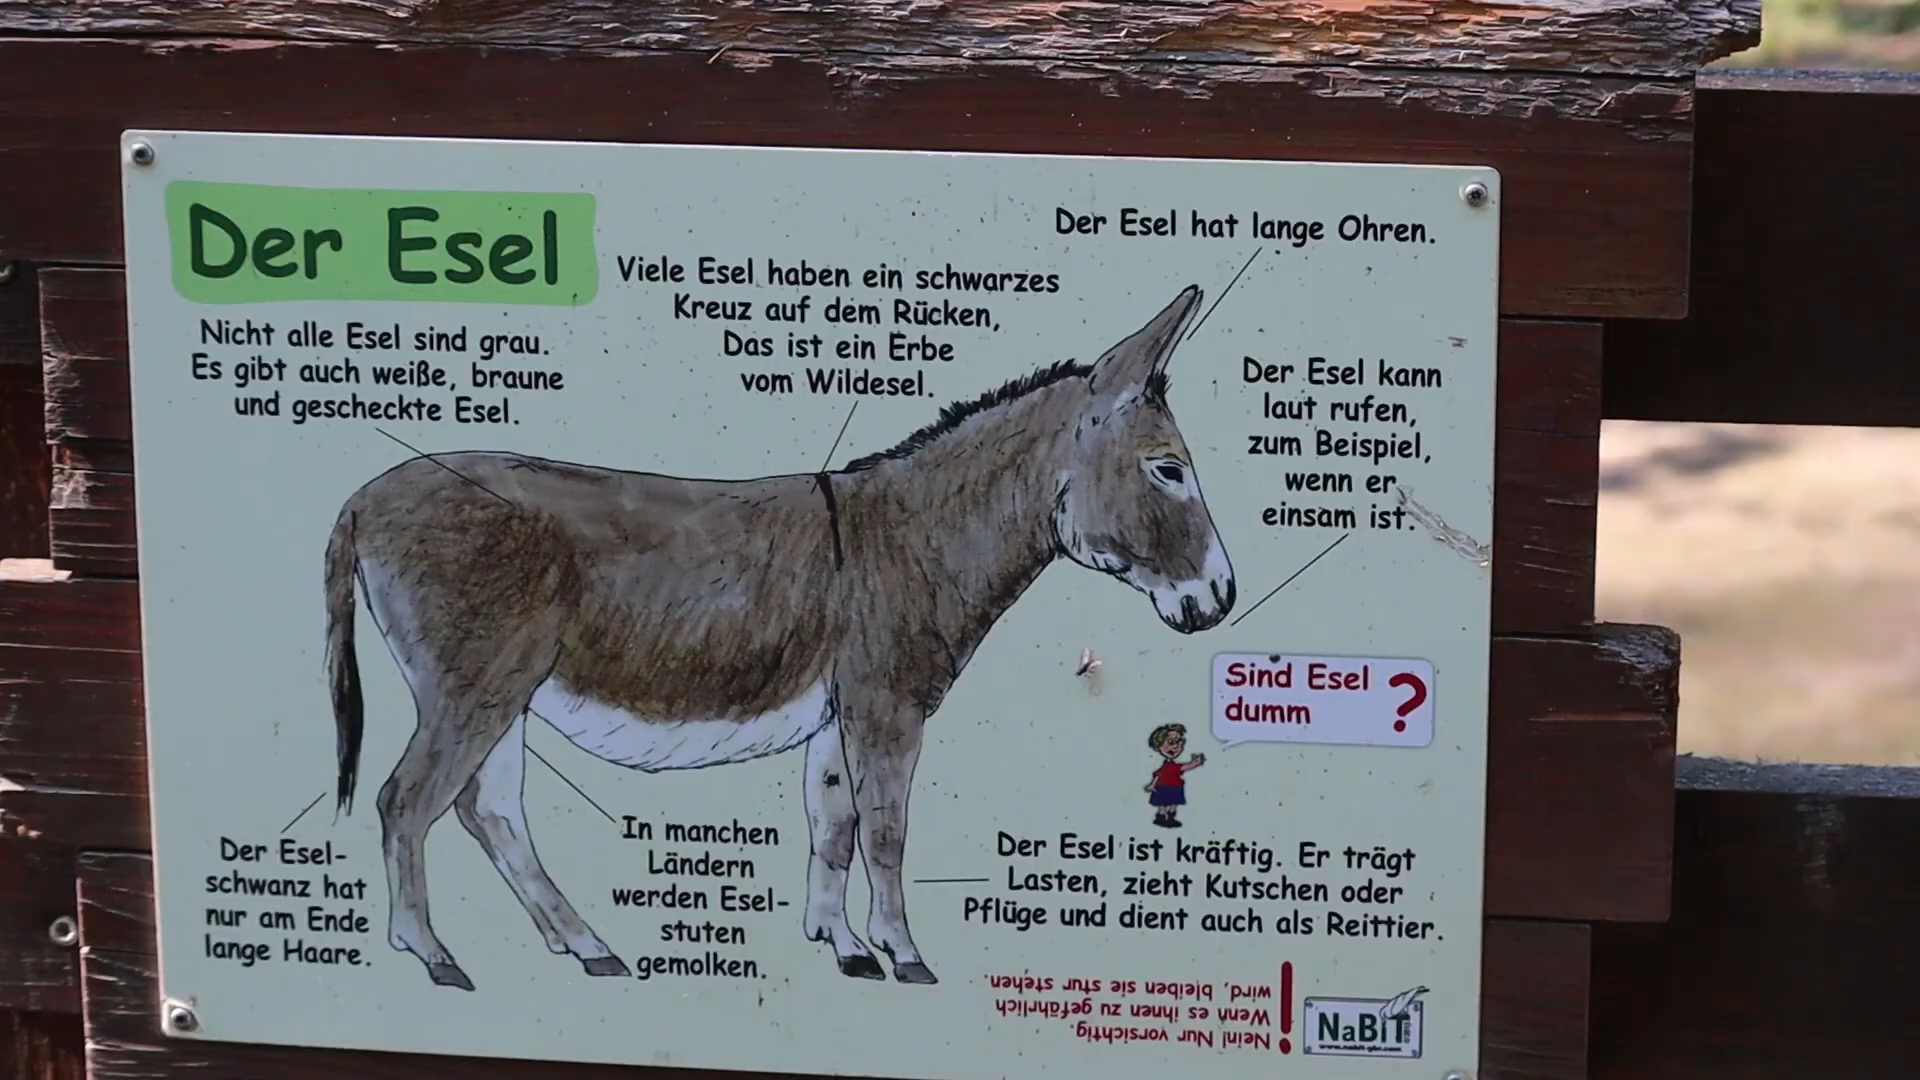 Der Esel
Nicht alle Esel sind grau.
Es gibt auch weiße, braune
und gescheckte Esel.
Viele Esel haben ein schwarzes
Kreuz auf dem Rücken,
Das ist ein Erbe
vom Wildesel.
Der Esel hat lange Ohren.
Der Esel kann
laut rufen,
zum Beispiel,
wenn er
einsam ist.
Sind Esel
dumm ?
Der Esel-
schwanz hat
nur am Ende
lange Haare.
In manchen
Ländern
werden Esel-
stuten
gemolken.
Der Esel ist kräftig. Er trägt
Lasten, zieht Kutschen oder
Pflüge und dient auch als Reittier.
Nein! Nur vorsichtig.
Wenn es ihnen zu gefährlich
wird, bleiben sie stur stehen.
!
NaBiT
www.nabit-gbr.com